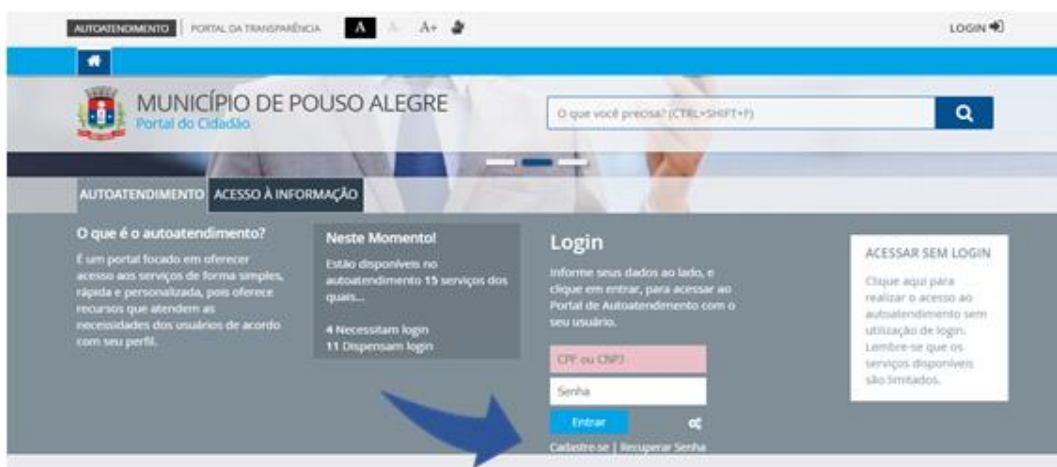 AUTOATENDIMENTO
PORTAL DA TRANSPARÊNCIA
A A- A+
LOGIN
MUNICÍPIO DE POUSO ALEGRE
Portal do Cidadão
O que você precisa? (CTRL+SHIFT+F)
AUTOATENDIMENTO
ACESSO À INFORMAÇÃO
O que é o autoatendimento?
É um portal focado em oferecer
acesso aos serviços de forma simples,
rápida e personalizada, pois oferece
recursos que atendem as
necessidades dos usuários de acordo
com seu perfil.
Neste Momento!
Estão disponíveis no
autoatendimento 15 serviços dos
quais...
4 Necessitam login
11 Dispensam login
Login
Informe seus dados ao lado, e
clique em entrar, para acessar ao
Portal de Autoatendimento com o
seu usuário.
CPF ou CNPJ
Senha
Entrar
Cadastre-se | Recuperar Senha
ACESSAR SEM LOGIN
Clique aqui para
realizar o acesso ao
autoatendimento sem
utilização de login.
Lembre-se que os
serviços disponíveis
são limitados.